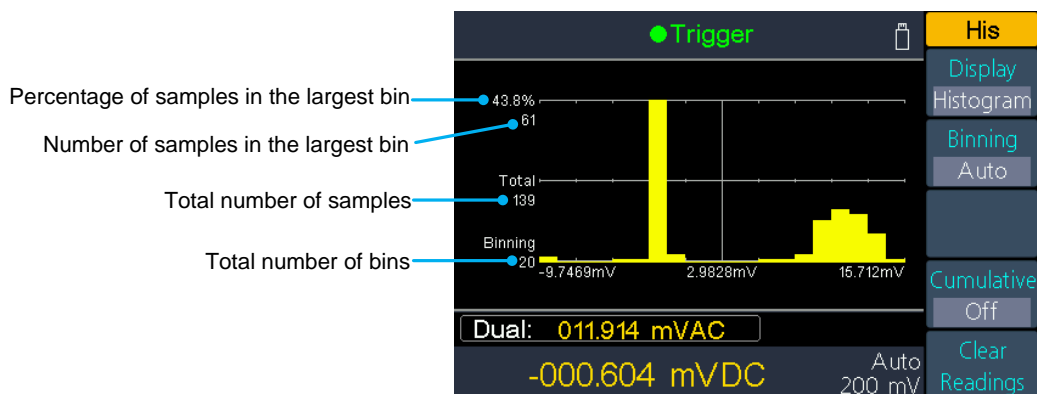 Trigger
His
Display
Histogram
Percentage of samples in the largest bin
43.8%
Number of samples in the largest bin
61
Binning
Auto
Total
Total number of samples
139
Binning
Total number of bins
20
-9.7469mV
2.9828mV
15.712mV
Cumulative
Off
Dual: 011.914 mVAC
-000.604 mVDC
Auto
200 mV
Clear
Readings